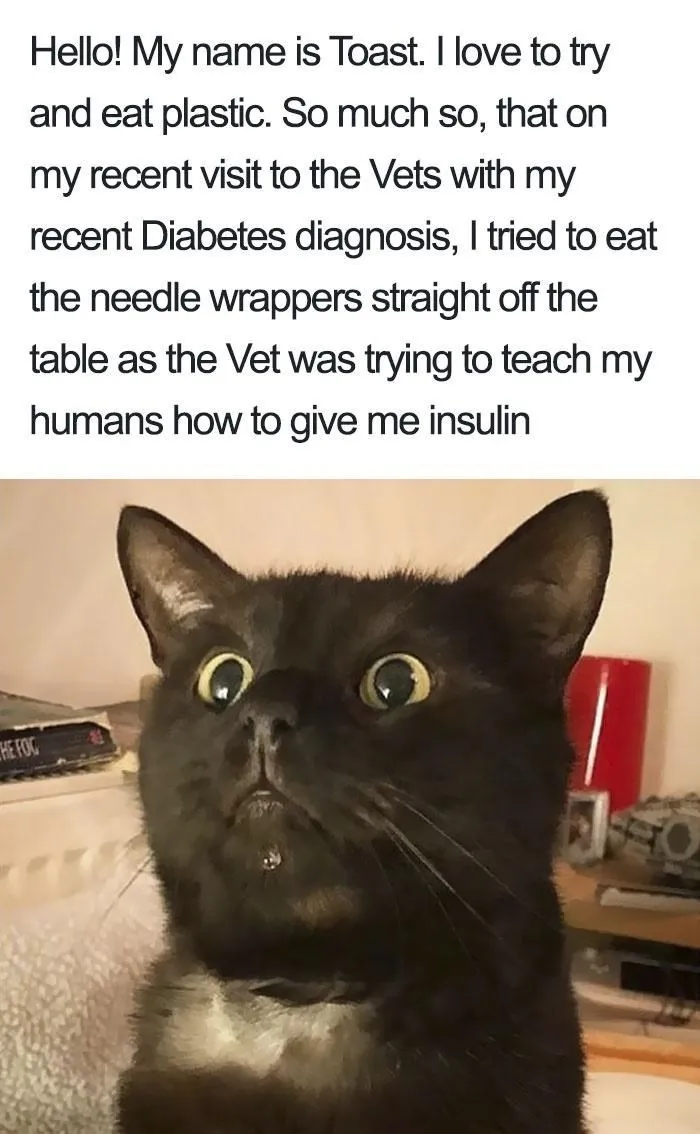 Hello! My name is Toast. I love to try
and eat plastic. So much so, that on
my recent visit to the Vets with my
recent Diabetes diagnosis, I tried to eat
the needle wrappers straight off the
table as the Vet was trying to teach my
humans how to give me insulin
HE FOG